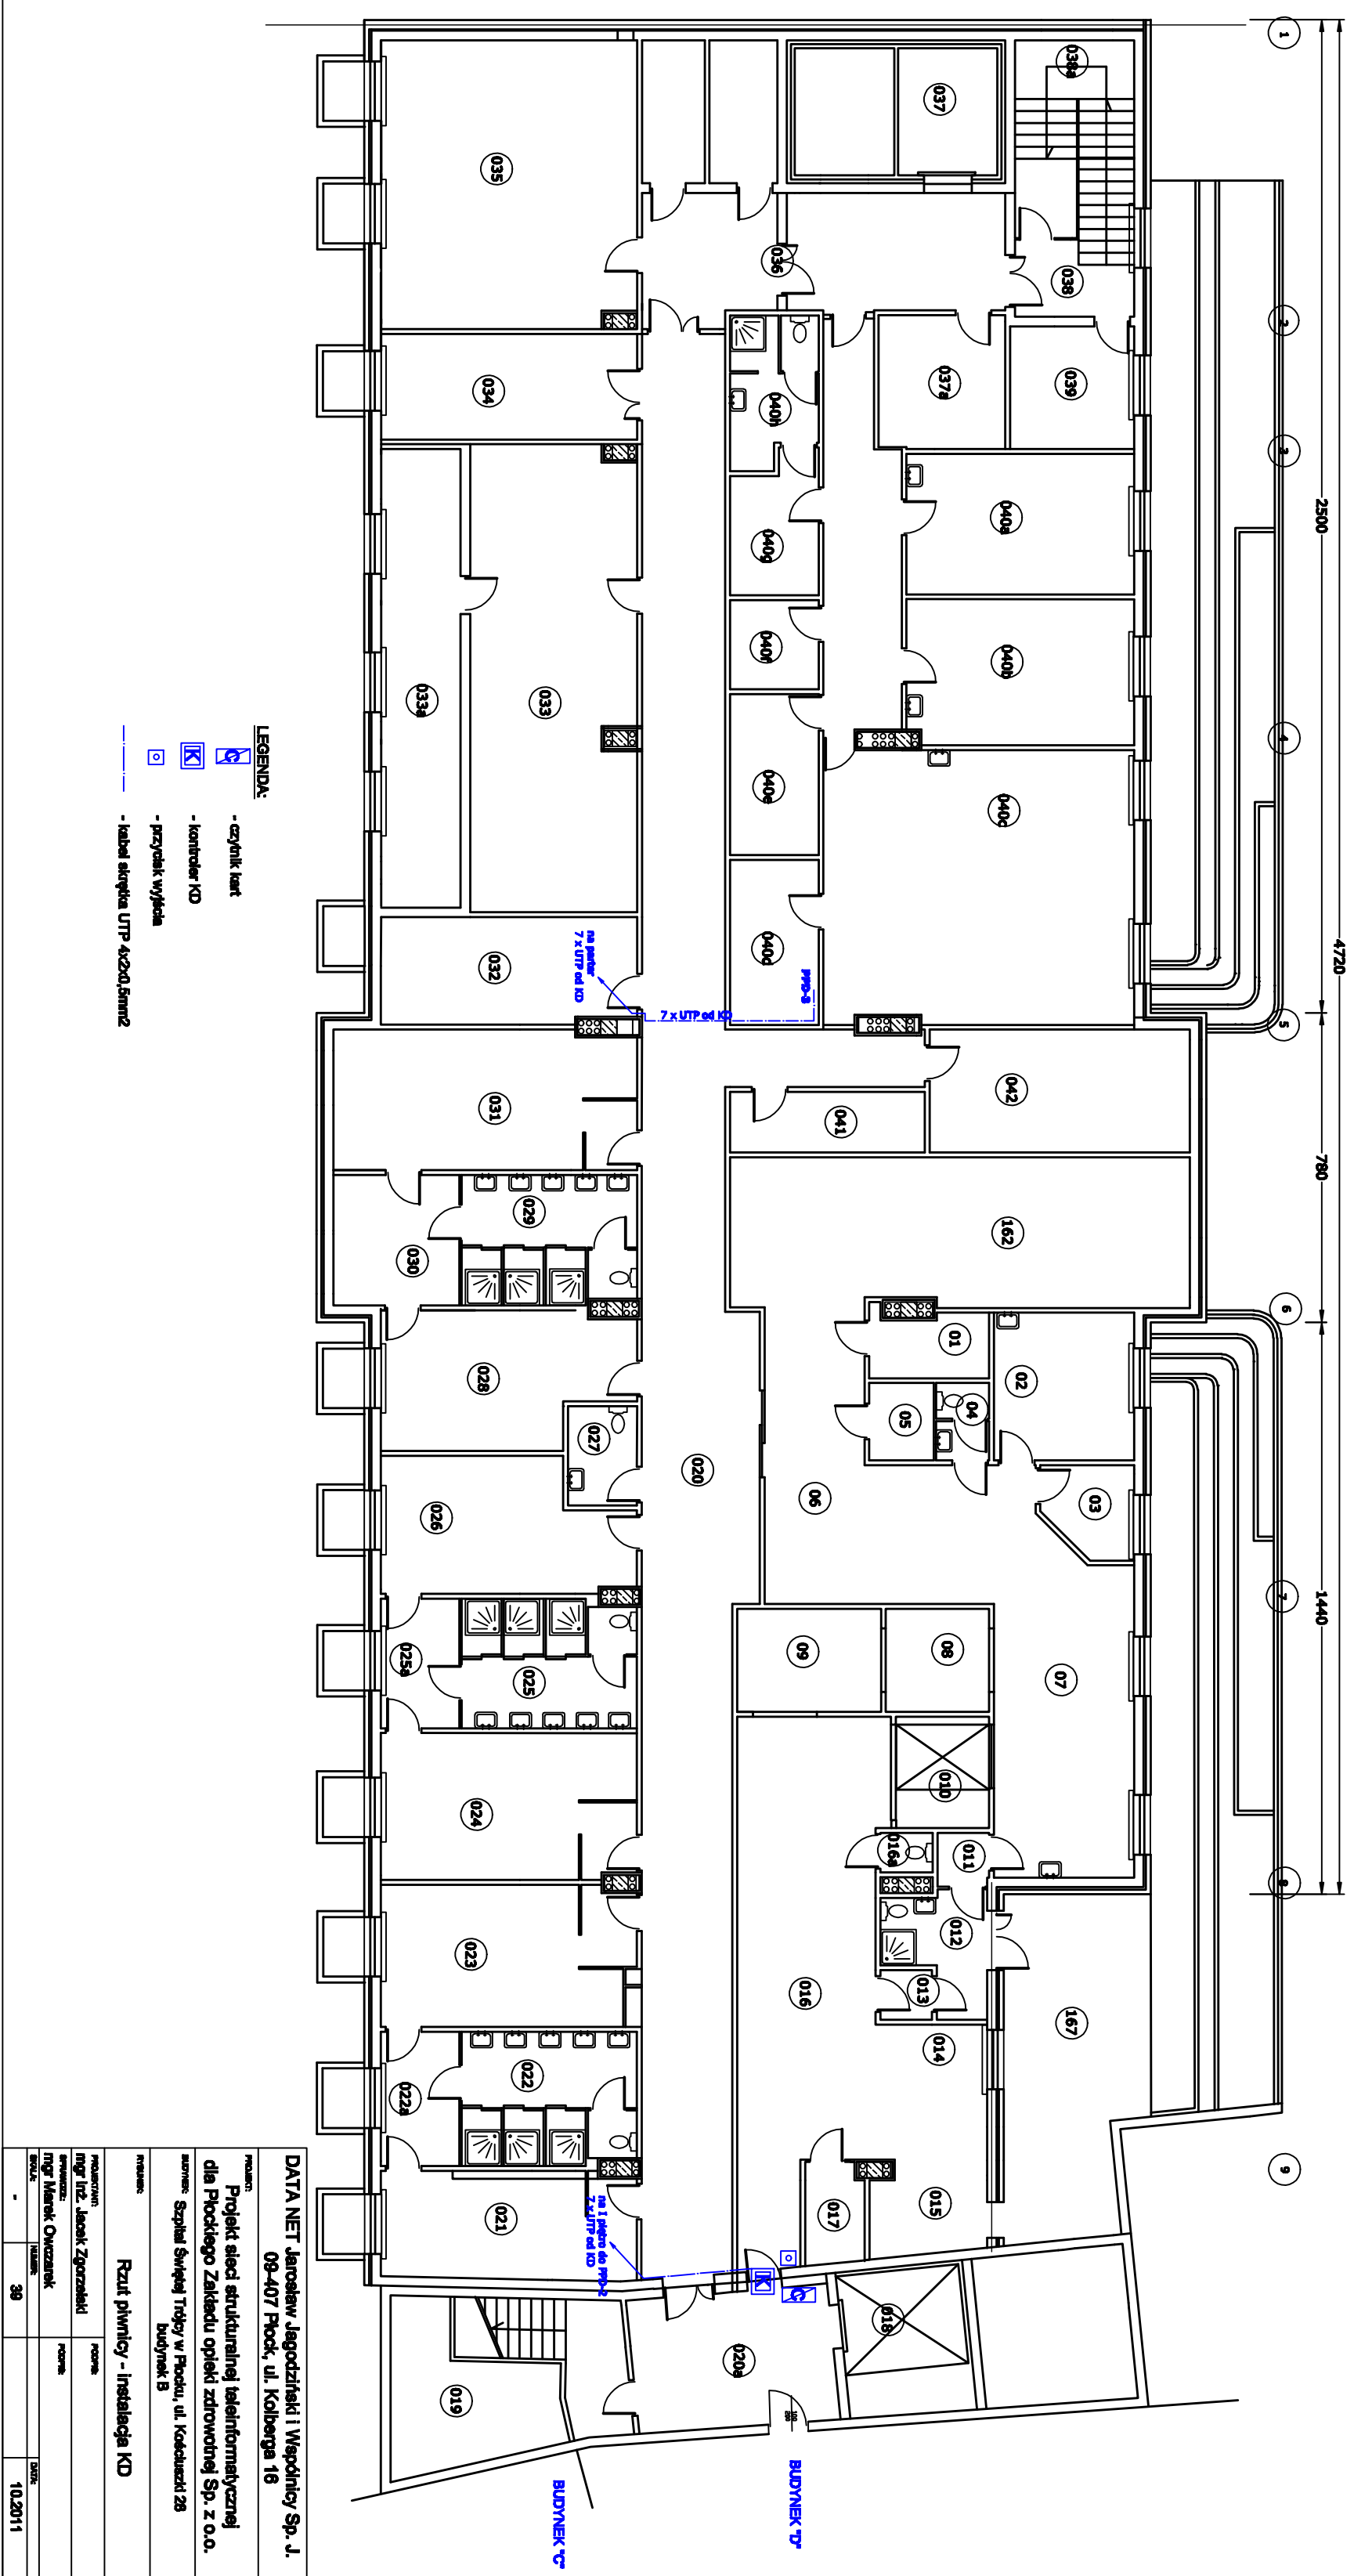 1
2
3
4
5
6
7
8
9
2500
780
1440
4720
038a
037
035
036
038
034
040h
037a
039
040g
040a
040f
040b
033a
033
040e
040c
032
040d
na parter
7 x UTP od KD
7 x UTP od KD
031
041
042
029
030
162
01
02
028
04
05
027
020
03
026
06
025a
025
09
08
07
024
010
016a
011
023
012
013
016
167
014
022a
022
015
017
021
na I piętro do PPD-2
7 x UTP od KD
K
C
018
020a
019
100
200
BUDYNEK "D"
BUDYNEK "C"
LEGENDA:
C - czytnik kart
K - kontroler KD
- przycisk wyjścia
- kabel skrętka UTP 4x2x0,5mm2
DATA NET Jarosław Jagodziński i Wspólnicy Sp. J.
09-407 Płock, ul. Kolberga 16
PROJEKT:
Projekt sieci strukturalnej teleinformatycznej
dla Płockiego Zakładu opieki zdrowotnej Sp. z o.o.
BUDYNEK: Szpital Świętej Trójcy w Płocku, ul. Kościuszki 28
budynek B
RYSUNEK:
Rzut piwnicy - instalacja KD
PROJEKTANT: PODPIS:
mgr inż. Jacek Zgorzelski
SPRAWDZIŁ: PODPIS:
mgr Marek Owczarek
SKALA: NUMER: DATA:
- 39 10.2011